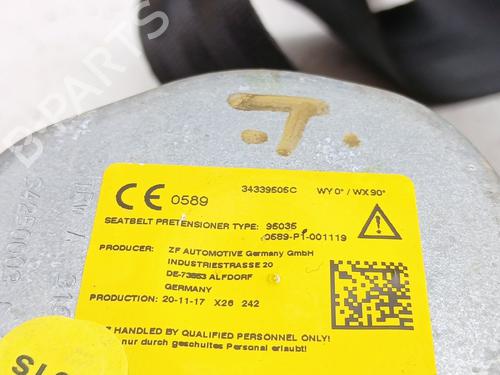 .L.
CE 0589
34339505C WY 0° / WX 90°
SEATBELT PRETENSIONER TYPE: 95035
0589-P1-001119
PRODUCER: ZF AUTOMOTIVE Germany GmbH
INDUSTRIESTRASSE 20
DE-73553 ALFDORF
GERMANY
PRODUCTION: 20-11-17 X26 242
BE HANDLED BY QUALIFIED PERSONNEL ONLY!
nur durch geschultes Personal erlaubt!
B-PARTS